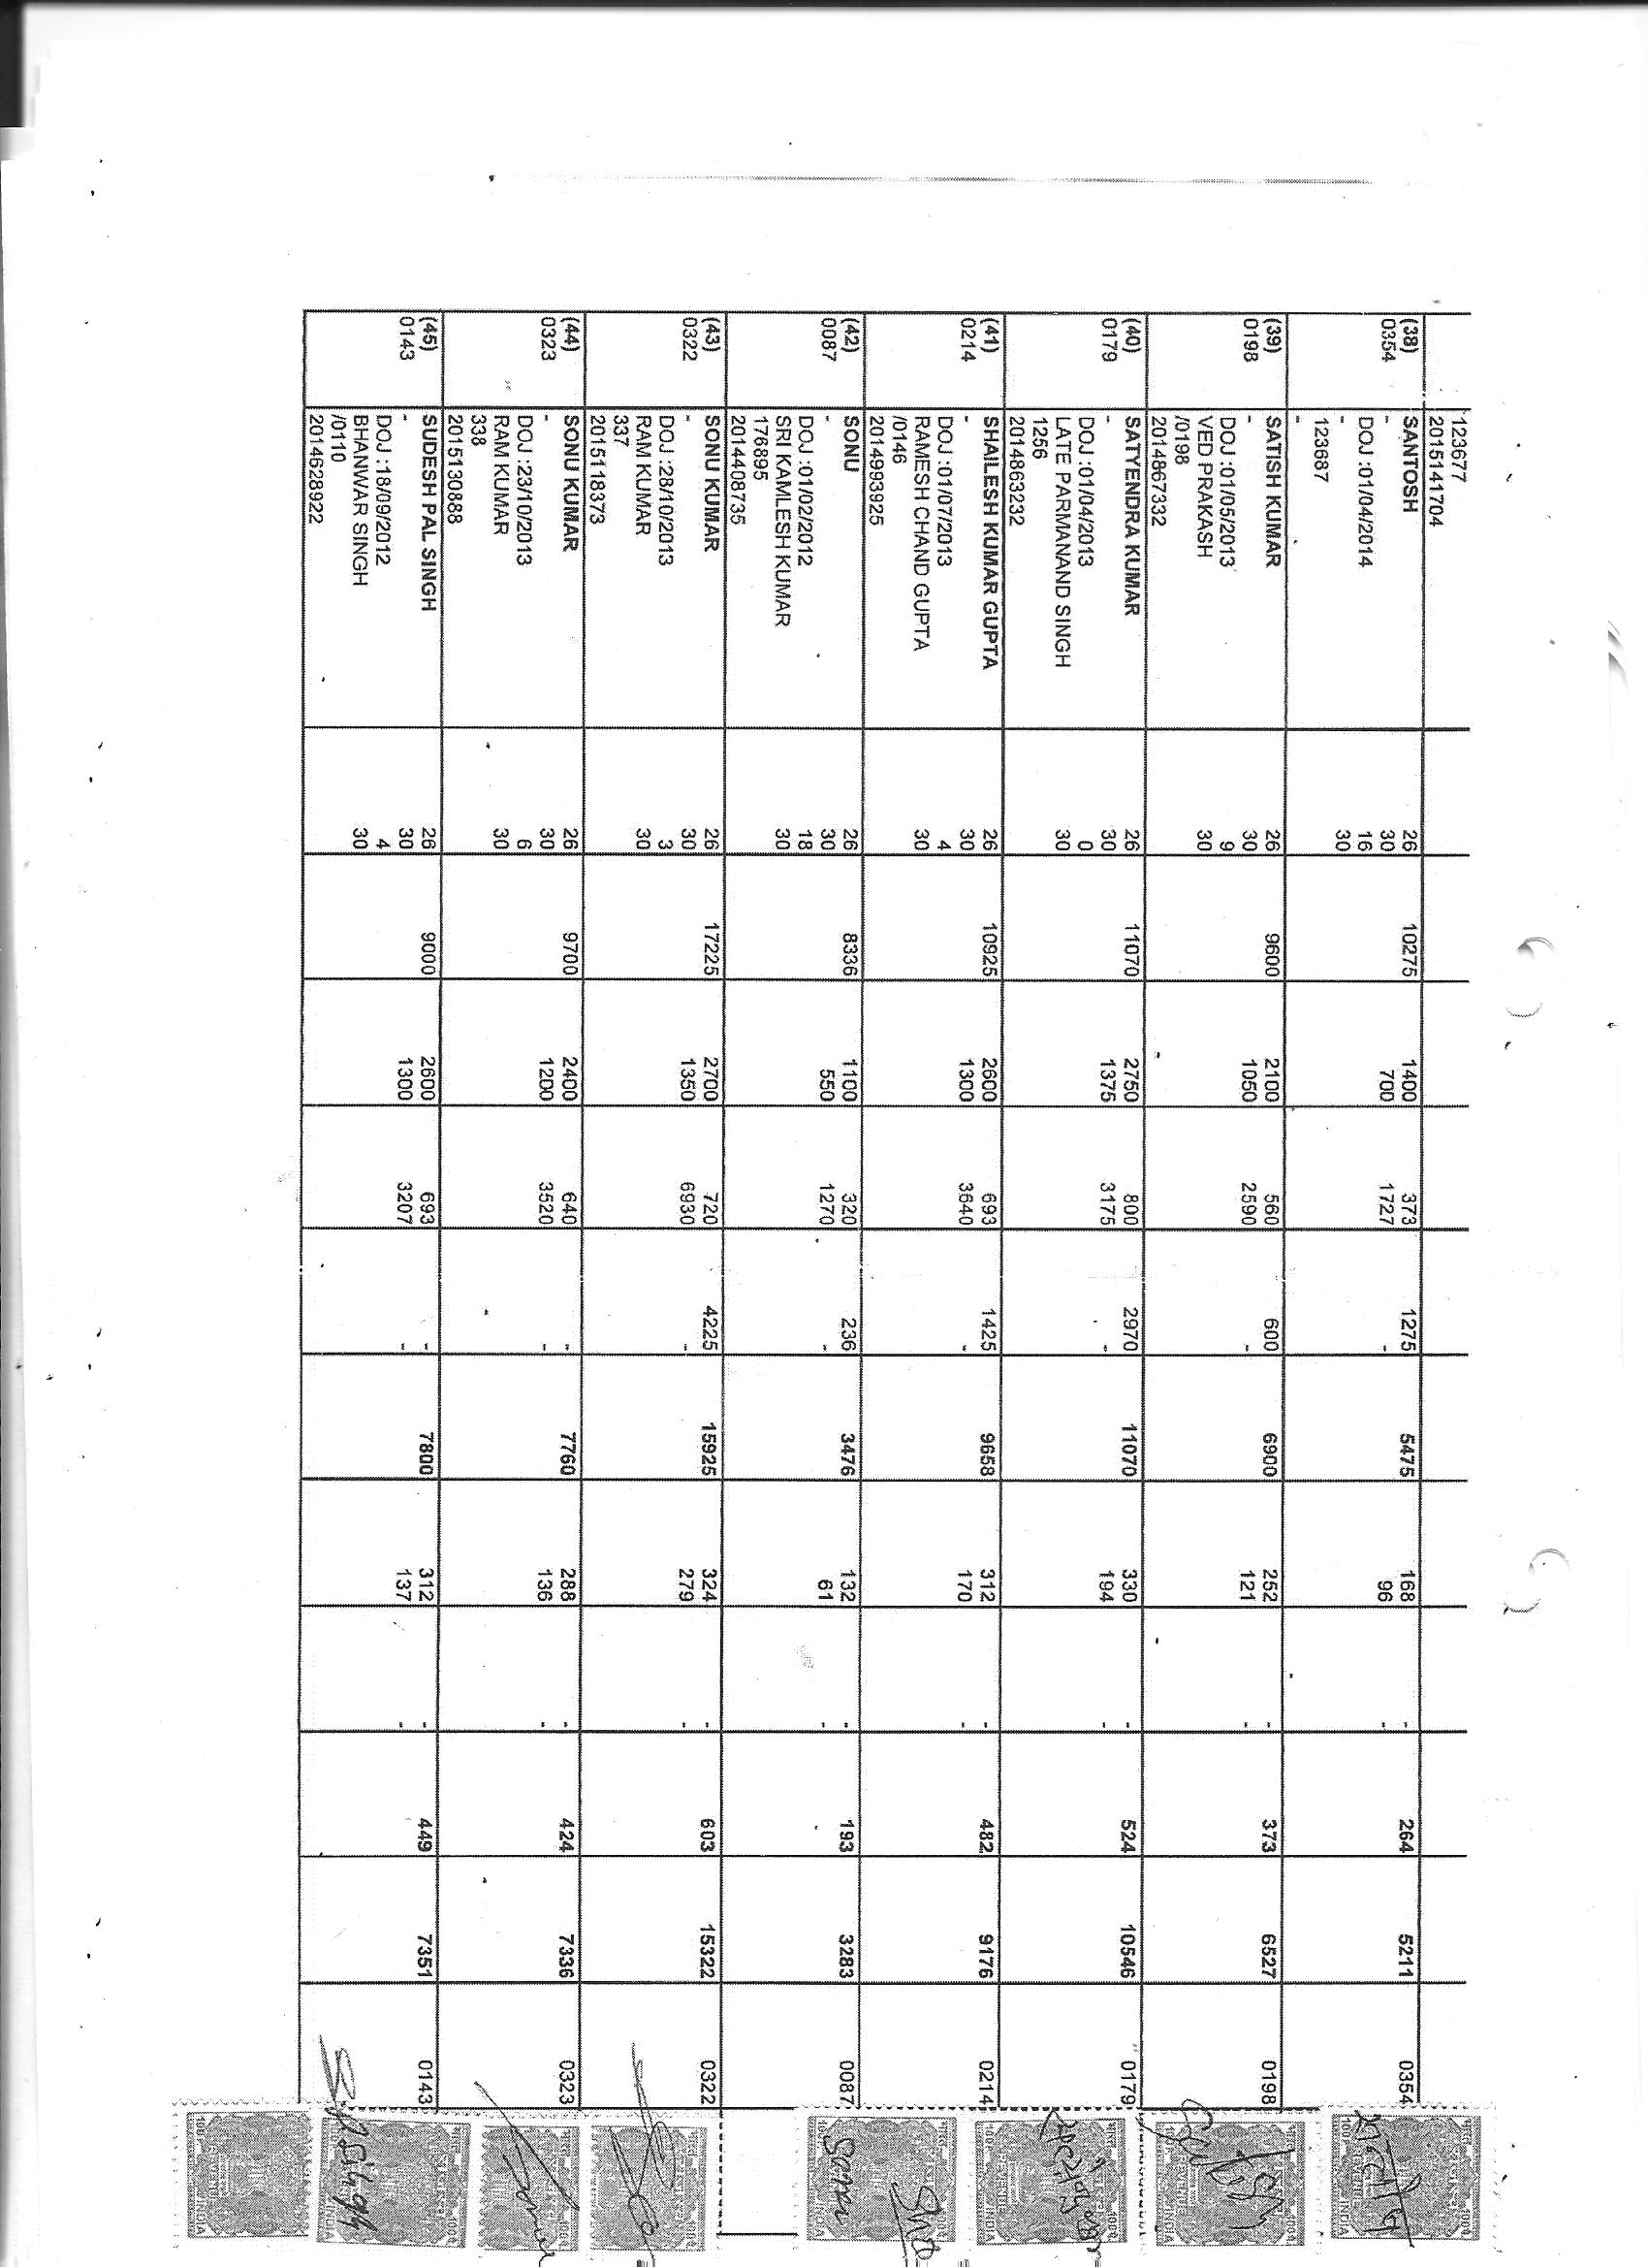 123677
2015141704
(38) SANTOSH 26 10275 1400 373 1275 5475 168 - 264 5211 0354
0354 - 30 700 1727 - 96 -
DOJ :01/04/2014 16
- 30
123687
-
(39) SATISH KUMAR 26 9600 2100 560 600 6900 252 - 373 6527 0198
0198 - 30 1050 2590 - 121 -
DOJ :01/05/2013 9
VED PRAKASH 30
/0198
2014867332
(40) SATYENDRA KUMAR 26 11070 2750 800 2970 11070 330 - 524 10546 0179
0179 - 30 1375 3175 - 194 -
DOJ :01/04/2013 0
LATE PARMANAND SINGH 30
1256
2014863232
(41) SHAILESH KUMAR GUPTA 26 10925 2600 693 1425 9658 312 - 482 9176 0214
0214 - 30 1300 3640 - 170 -
DOJ :01/07/2013 4
RAMESH CHAND GUPTA 30
/0146
2014993925
(42) SONU 26 8336 1100 320 236 3476 132 - 193 3283 0087
0087 - 30 550 1270 - 61 -
DOJ :01/02/2012 18
SRI KAMLESH KUMAR 30
176895
2014408735
(43) SONU KUMAR 26 17225 2700 720 4225 15925 324 - 603 15322 0322
0322 - 30 1350 6930 - 279 -
DOJ :28/10/2013 3
RAM KUMAR 30
337
2015118373
(44) SONU KUMAR 26 9700 2400 640 - 7760 288 - 424 7336 0323
0323 - 30 1200 3520 - 136 -
DOJ :23/10/2013 6
RAM KUMAR 30
338
2015130888
(45) SUDESH PAL SINGH 26 9000 2600 693 - 7800 312 - 449 7351 0143
0143 - 30 1300 3207 - 137 -
DOJ :18/09/2012 4
BHANWAR SINGH 30
/0110
2014628922
Satish
Sonu